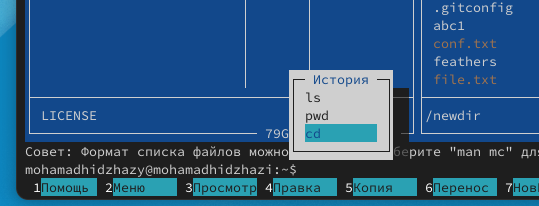 .gitconfig
abc1
conf.txt
feathers
file.txt
История
ls
pwd
cd
LICENSE
/newdir
79G
Совет: Формат списка файлов можно берите "man mc" для
mohamadhidzhazy@mohamadhidzhazi:~$
1Помощь 2Меню 3Просмотр 4Правка 5Копия 6Перенос 7НовК